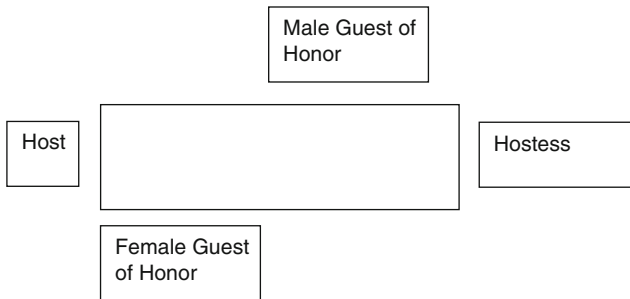 Male Guest of
Honor
Host
Hostess
Female Guest
of Honor